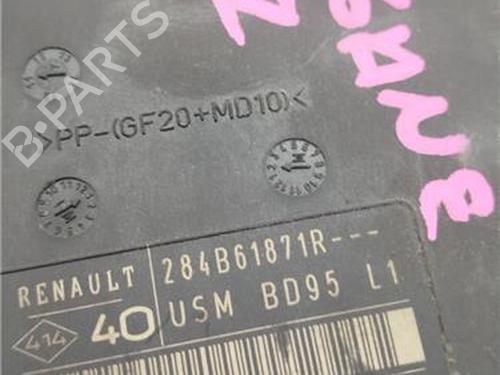 B-PARTS
>PP-(GF20+MD10)<
RENAULT
284B61871R---
414
40
USM BD95 L1